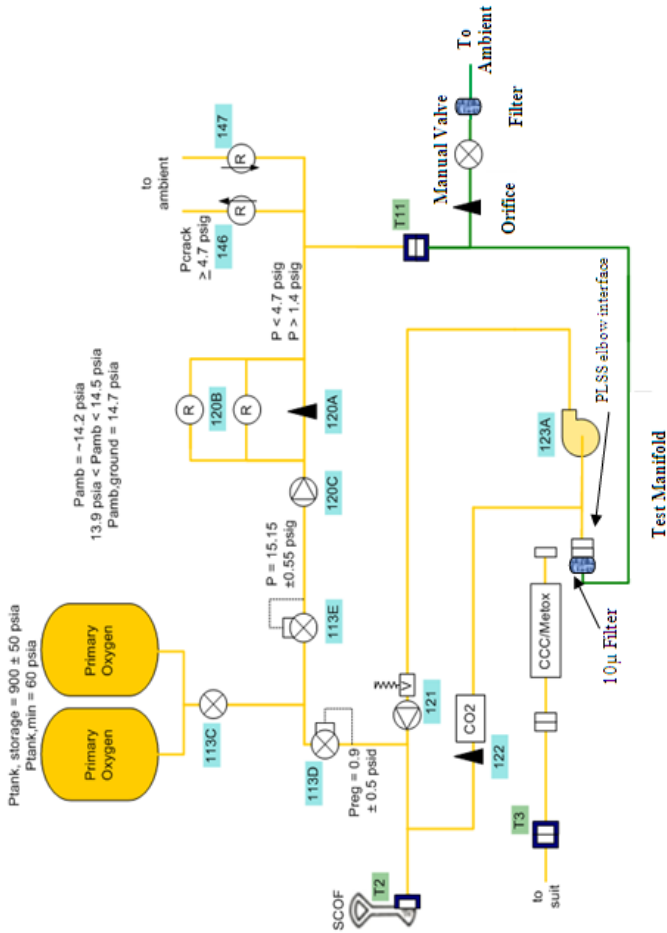 Ptank, storage = 900 ± 50 psia
Ptank,min = 60 psia
Primary
Oxygen
Primary
Oxygen
Pamb = ~14.2 psia
13.9 psia < Pamb < 14.5 psia
Pamb,ground = 14.7 psia
to
ambient
Pcrack
≥ 4.7 psig
146
R
147
R
113C
113E
P = 15.15
±0.55 psig
120C
R
120B
R
120A
P < 4.7 psig
P > 1.4 psig
113D
Preg = 0.9
± 0.5 psid
SCOF
T2
V
121
CO2
122
123A
T11
Manual Valve
Orifice
Filter
To
Ambient
to
suit
T3
CCC/Metox
10µ Filter
PLSS elbow interface
Test Manifold